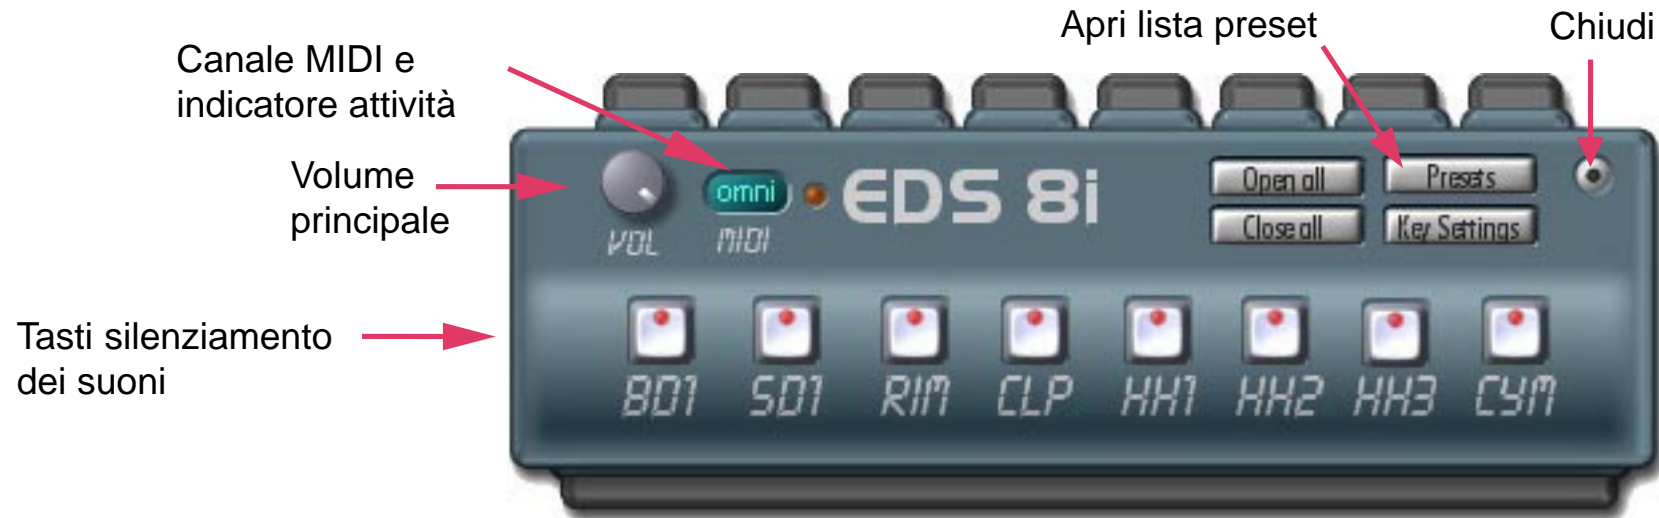 Apri lista preset
Chiudi
Canale MIDI e
indicatore attività
Volume
principale
omni
EDS 8i
Open all
Presets
Close all
Key Settings
VOL
MIDI
Tasti silenziamento
dei suoni
BD1
SD1
RIM
CLP
HH1
HH2
HH3
CYM